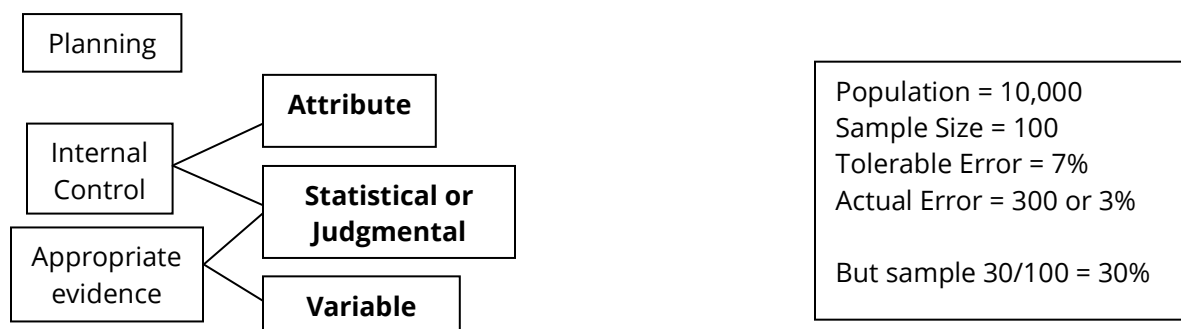 Planning
Attribute
Internal
Control
Statistical or
Judgmental
Appropriate
evidence
Variable
Population = 10,000
Sample Size = 100
Tolerable Error = 7%
Actual Error = 300 or 3%
But sample 30/100 = 30%